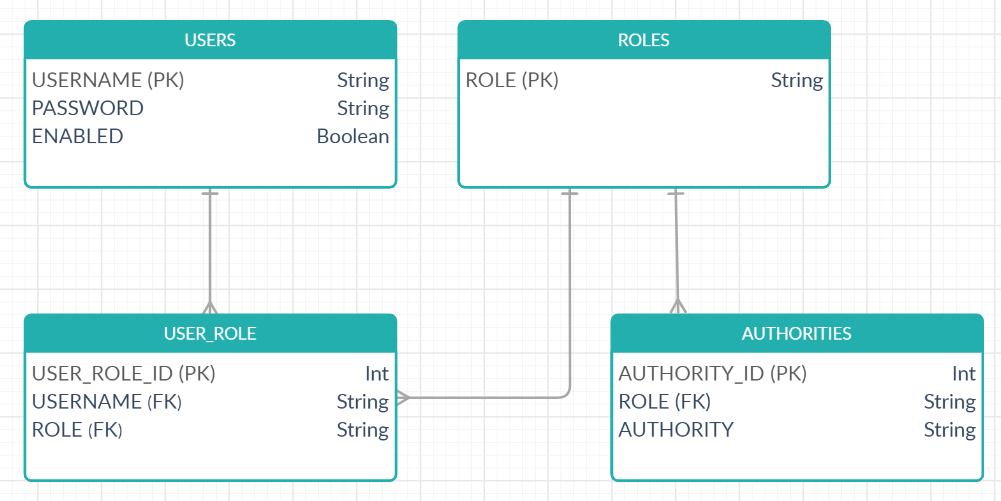 USERS
USERNAME (PK) String
PASSWORD String
ENABLED Boolean
ROLES
ROLE (PK) String
USER_ROLE
USER_ROLE_ID (PK) Int
USERNAME (FK) String
ROLE (FK) String
AUTHORITIES
AUTHORITY_ID (PK) Int
ROLE (FK) String
AUTHORITY String